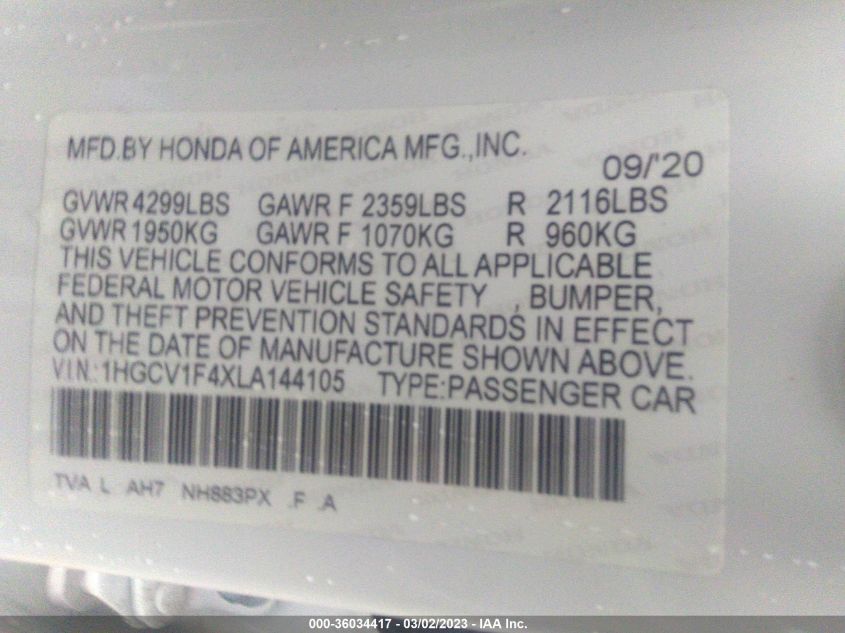 MFD.BY HONDA OF AMERICA MFG.,INC.
09/'20
GVWR 4299LBS GAWR F 2359LBS R 2116LBS
GVWR 1950KG GAWR F 1070KG R 960KG
THIS VEHICLE CONFORMS TO ALL APPLICABLE
FEDERAL MOTOR VEHICLE SAFETY , BUMPER,
AND THEFT PREVENTION STANDARDS IN EFFECT
ON THE DATE OF MANUFACTURE SHOWN ABOVE.
V.I.N.:1HGCV1F4XLA144105 TYPE:PASSENGER CAR
TVA L AH7 NH883PX .F .A
000-36034417 - 03/02/2023 - IAA Inc.